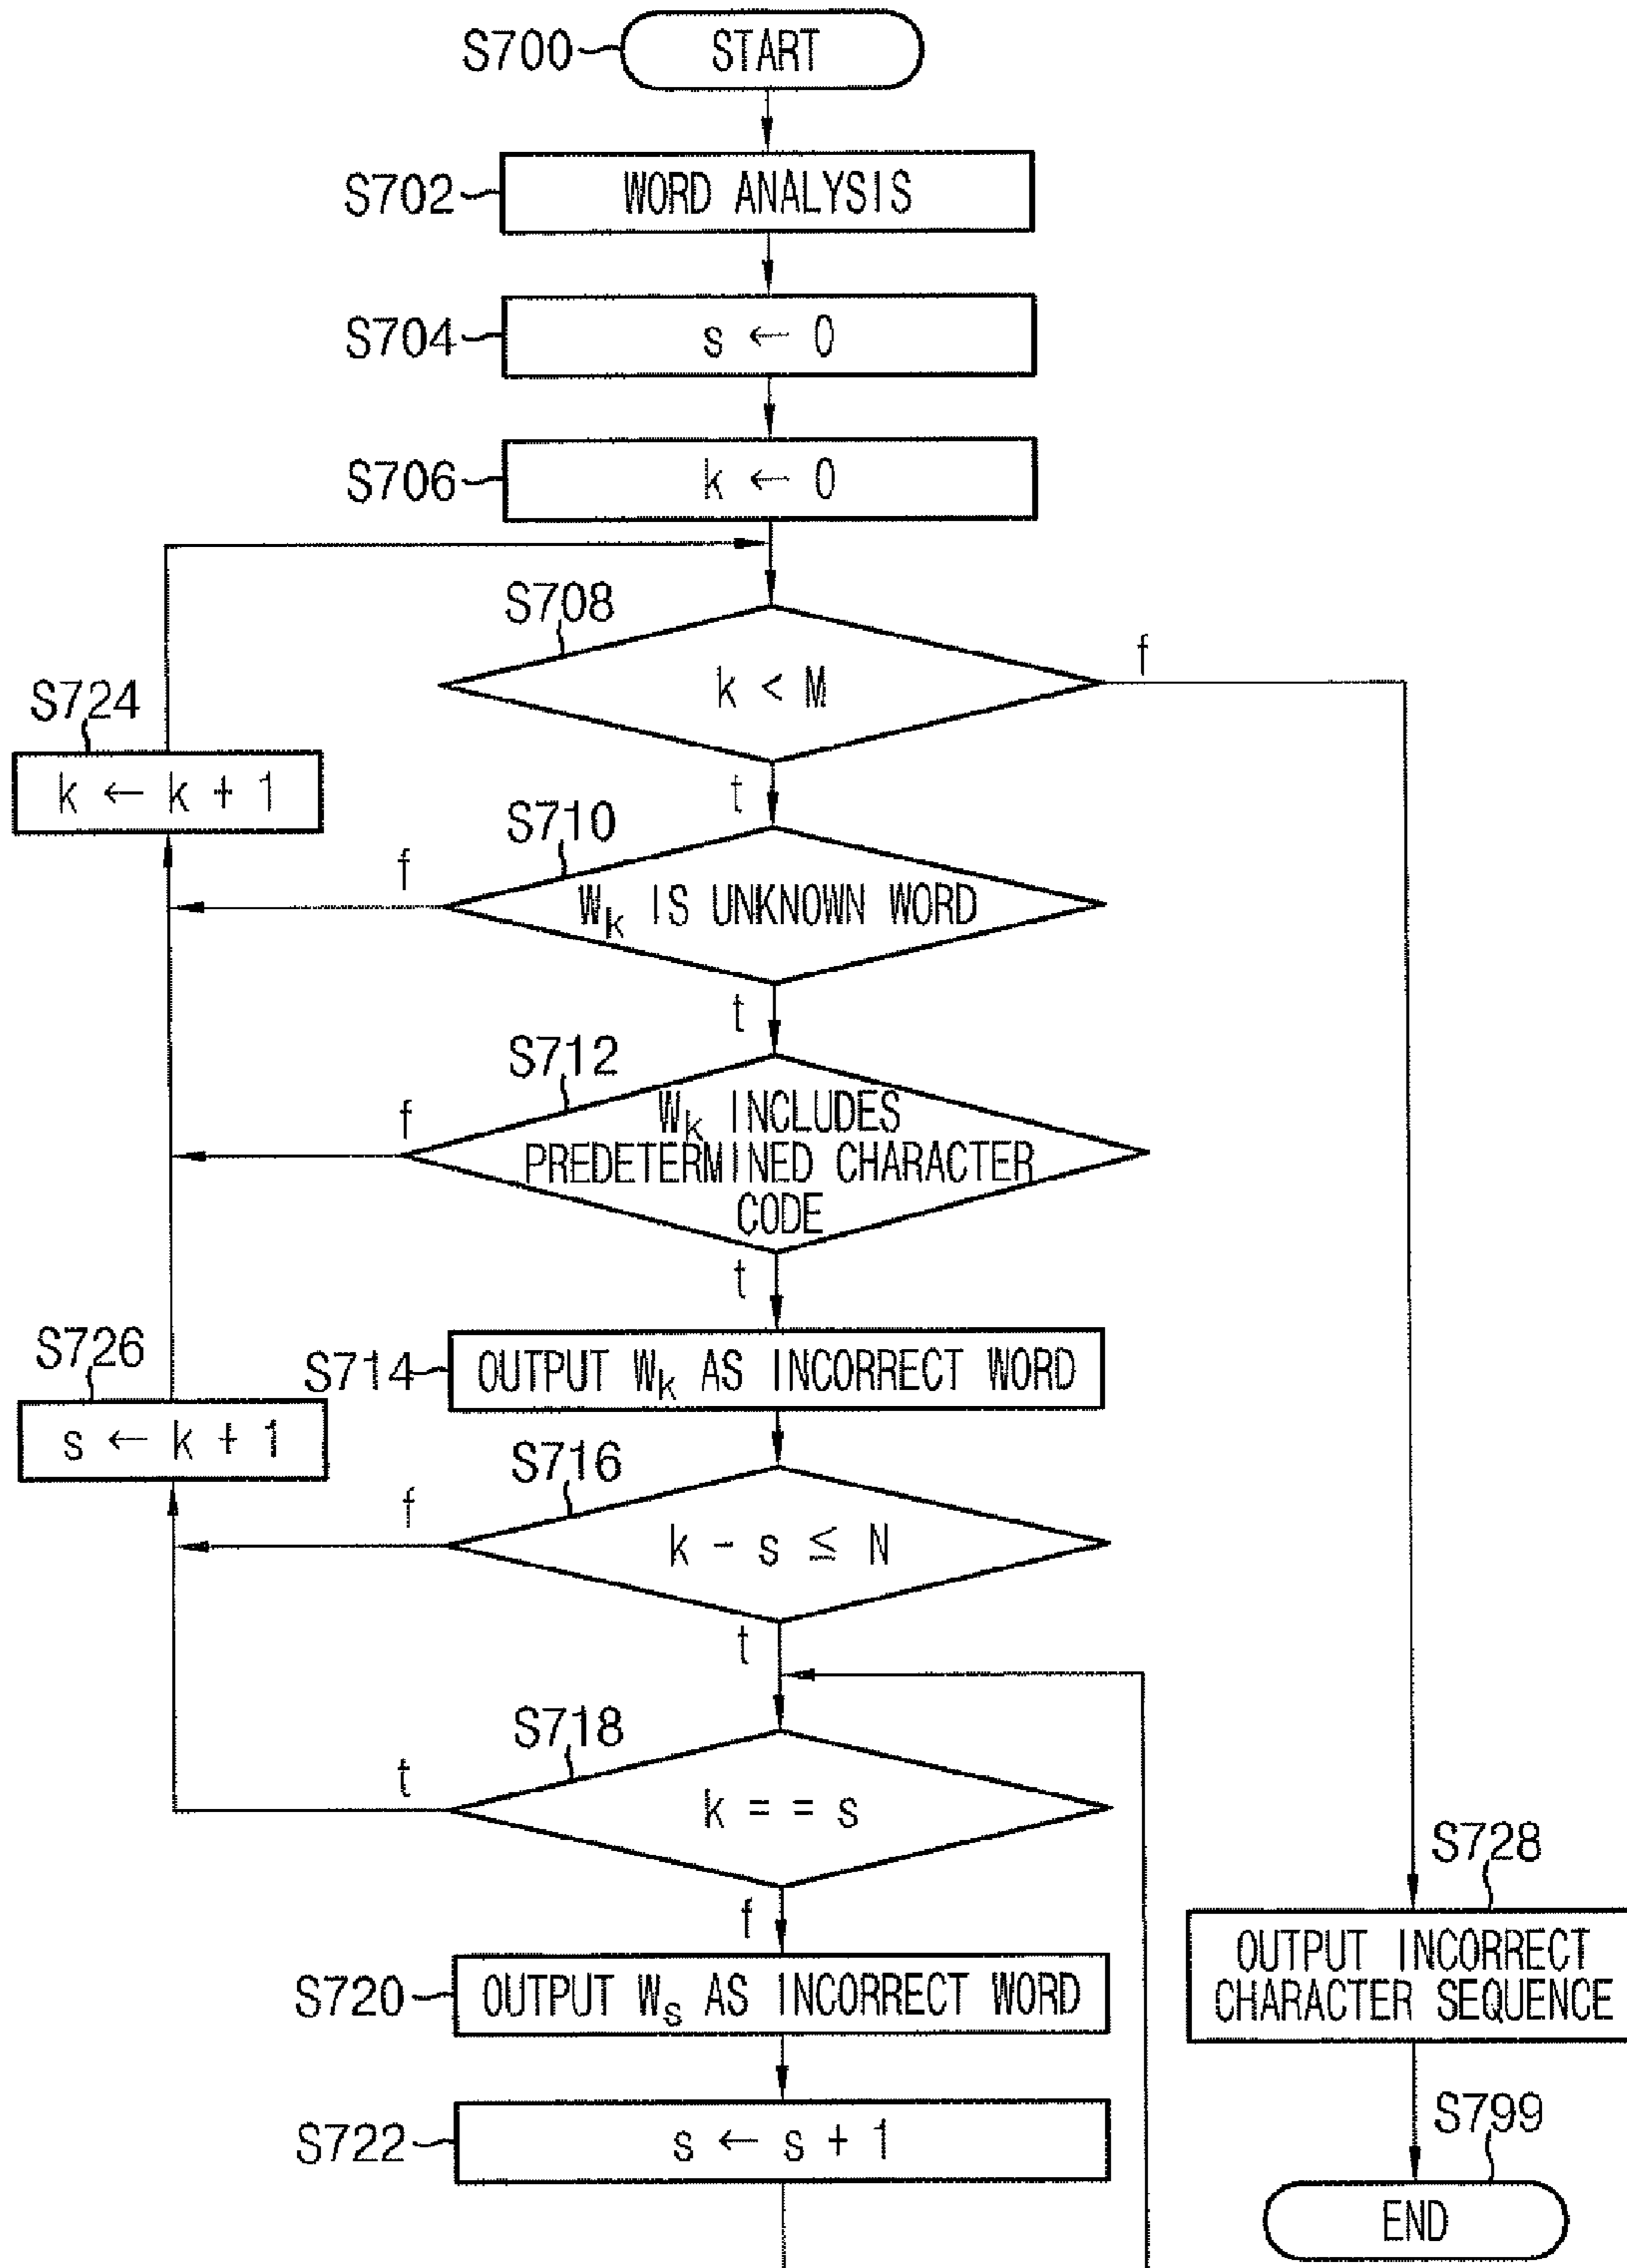 S700
START
S702
WORD ANALYSIS
S704
s ← 0
S706
k ← 0
S708
k < M
f
t
S724
k ← k + 1
S710
Wk IS UNKNOWN WORD
f
t
S712
Wk INCLUDES
PREDETERMINED CHARACTER
CODE
f
t
S726
s ← k + 1
S714
OUTPUT Wk AS INCORRECT WORD
S716
k - s ≦ N
f
t
S718
k = = s
t
f
S720
OUTPUT Ws AS INCORRECT WORD
S722
s ← s + 1
S728
OUTPUT INCORRECT
CHARACTER SEQUENCE
S799
END